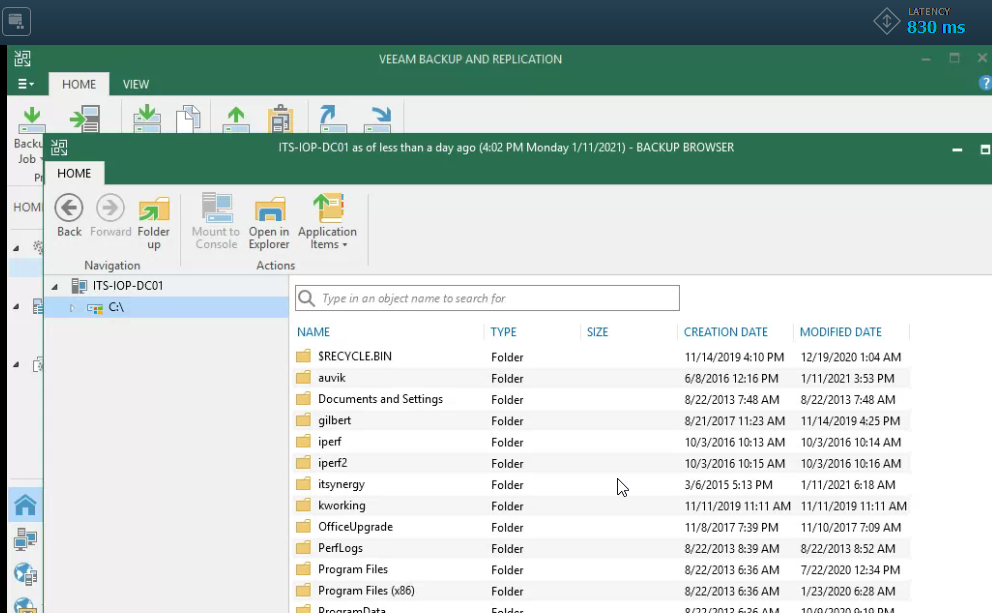 LATENCY
830 ms
VEEAM BACKUP AND REPLICATION
HOME VIEW
?
Backu
Job
Pr
HOM
ITS-IOP-DC01 as of less than a day ago (4:02 PM Monday 1/11/2021) - BACKUP BROWSER
HOME
Back Forward Folder up
Mount to Console Open in Explorer Application Items
Navigation Actions
ITS-IOP-DC01
C:\
Type in an object name to search for
NAME TYPE SIZE CREATION DATE MODIFIED DATE
$RECYCLE.BIN Folder 11/14/2019 4:10 PM 12/19/2020 1:04 AM
auvik Folder 6/8/2016 12:16 PM 1/11/2021 3:53 PM
Documents and Settings Folder 8/22/2013 7:48 AM 8/22/2013 7:48 AM
gilbert Folder 8/21/2017 11:23 AM 11/14/2019 4:25 PM
iperf Folder 10/3/2016 10:13 AM 10/3/2016 10:14 AM
iperf2 Folder 10/3/2016 10:15 AM 10/3/2016 10:16 AM
itsynergy Folder 3/6/2015 5:13 PM 1/11/2021 6:18 AM
kworking Folder 11/11/2019 11:11 AM 11/11/2019 11:11 AM
OfficeUpgrade Folder 11/8/2017 7:39 PM 11/10/2017 7:09 AM
PerfLogs Folder 8/22/2013 8:39 AM 8/22/2013 8:52 AM
Program Files Folder 8/22/2013 6:36 AM 7/22/2020 12:34 PM
Program Files (x86) Folder 8/22/2013 6:36 AM 1/23/2020 6:28 AM
ProgramData Folder 8/22/2013 6:36 AM 10/9/2020 9:19 PM